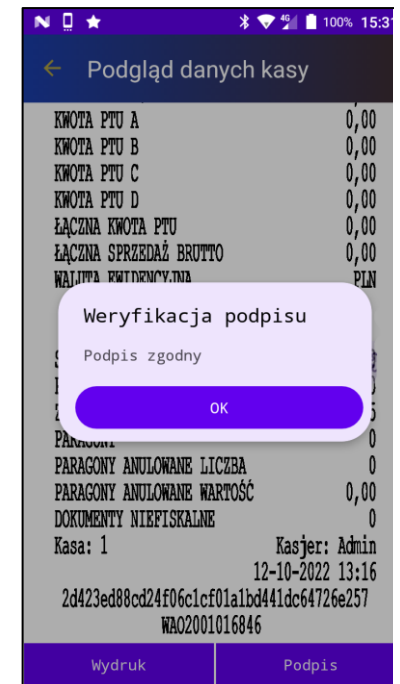 N 4G 100% 15:31
← Podgląd danych kasy
KWOTA PTU A 0,00
KWOTA PTU B 0,00
KWOTA PTU C 0,00
KWOTA PTU D 0,00
ŁĄCZNA KWOTA PTU 0,00
ŁĄCZNA SPRZEDAŻ BRUTTO 0,00
WALUTA EWIDENCYJNA PLN
Weryfikacja podpisu
Podpis zgodny
OK
PARAGONY 0
PARAGONY ANULOWANE LICZBA 0
PARAGONY ANULOWANE WARTOŚĆ 0,00
DOKUMENTY NIEFISKALNE 0
Kasa: 1 Kasjer: Admin
12-10-2022 13:16
2d423ed88cd24f06c1cf01a1bd441dc64726e257
WAO2001016846
Wydruk Podpis